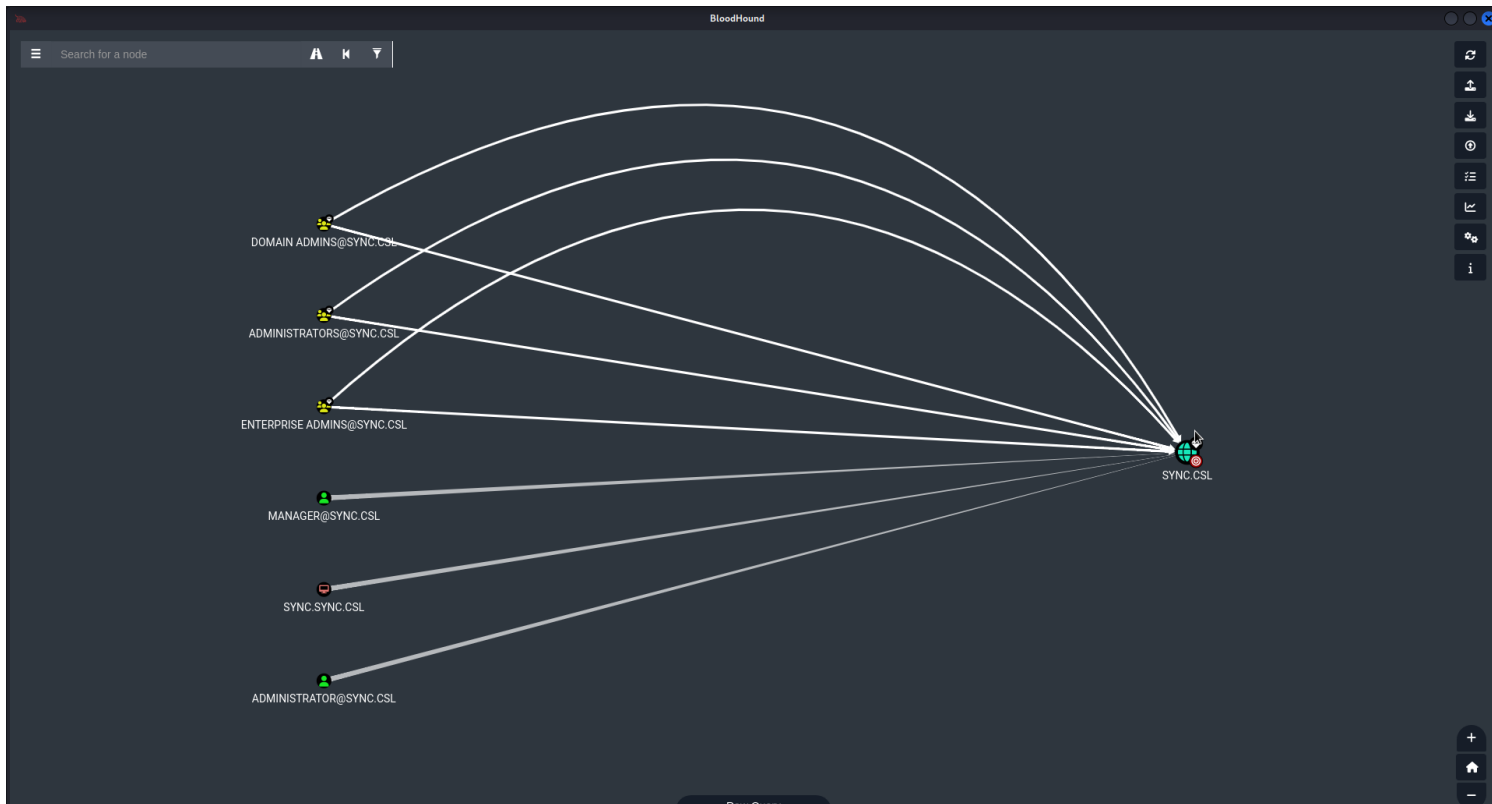 BloodHound
Search for a node
DOMAIN ADMINS@SYNC.CSL
ADMINISTRATORS@SYNC.CSL
ENTERPRISE ADMINS@SYNC.CSL
SYNC.CSL
MANAGER@SYNC.CSL
SYNC.SYNC.CSL
ADMINISTRATOR@SYNC.CSL